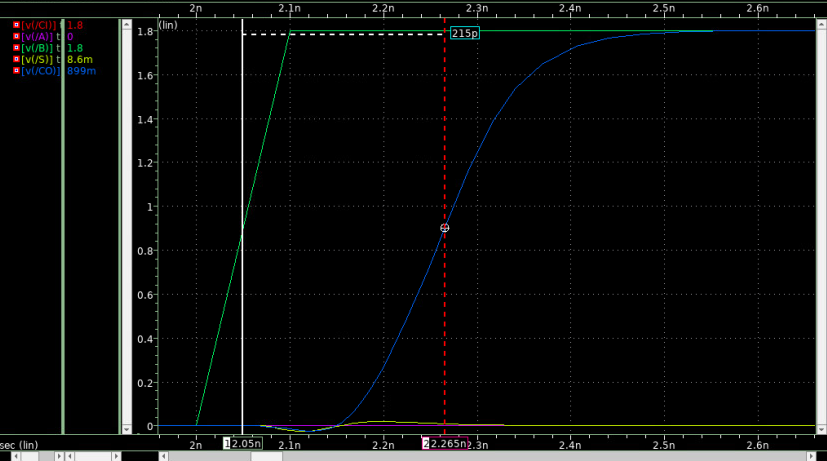 2n 2.1n 2.2n 2.3n 2.4n 2.5n 2.6n
[v(/CI)] t 1.8
[v(/A)] t 0
[v(/B)] t 1.8
[v(/S)] t 8.6m
[v(/CO)] 899m
(lin)
215p
1.8
1.6
1.4
1.2
1
0.8
0.6
0.4
0.2
0
sec (lin)
2n 1 2.05n 2.1n 2.2n 2 2.265n 2.3n 2.4n 2.5n 2.6n